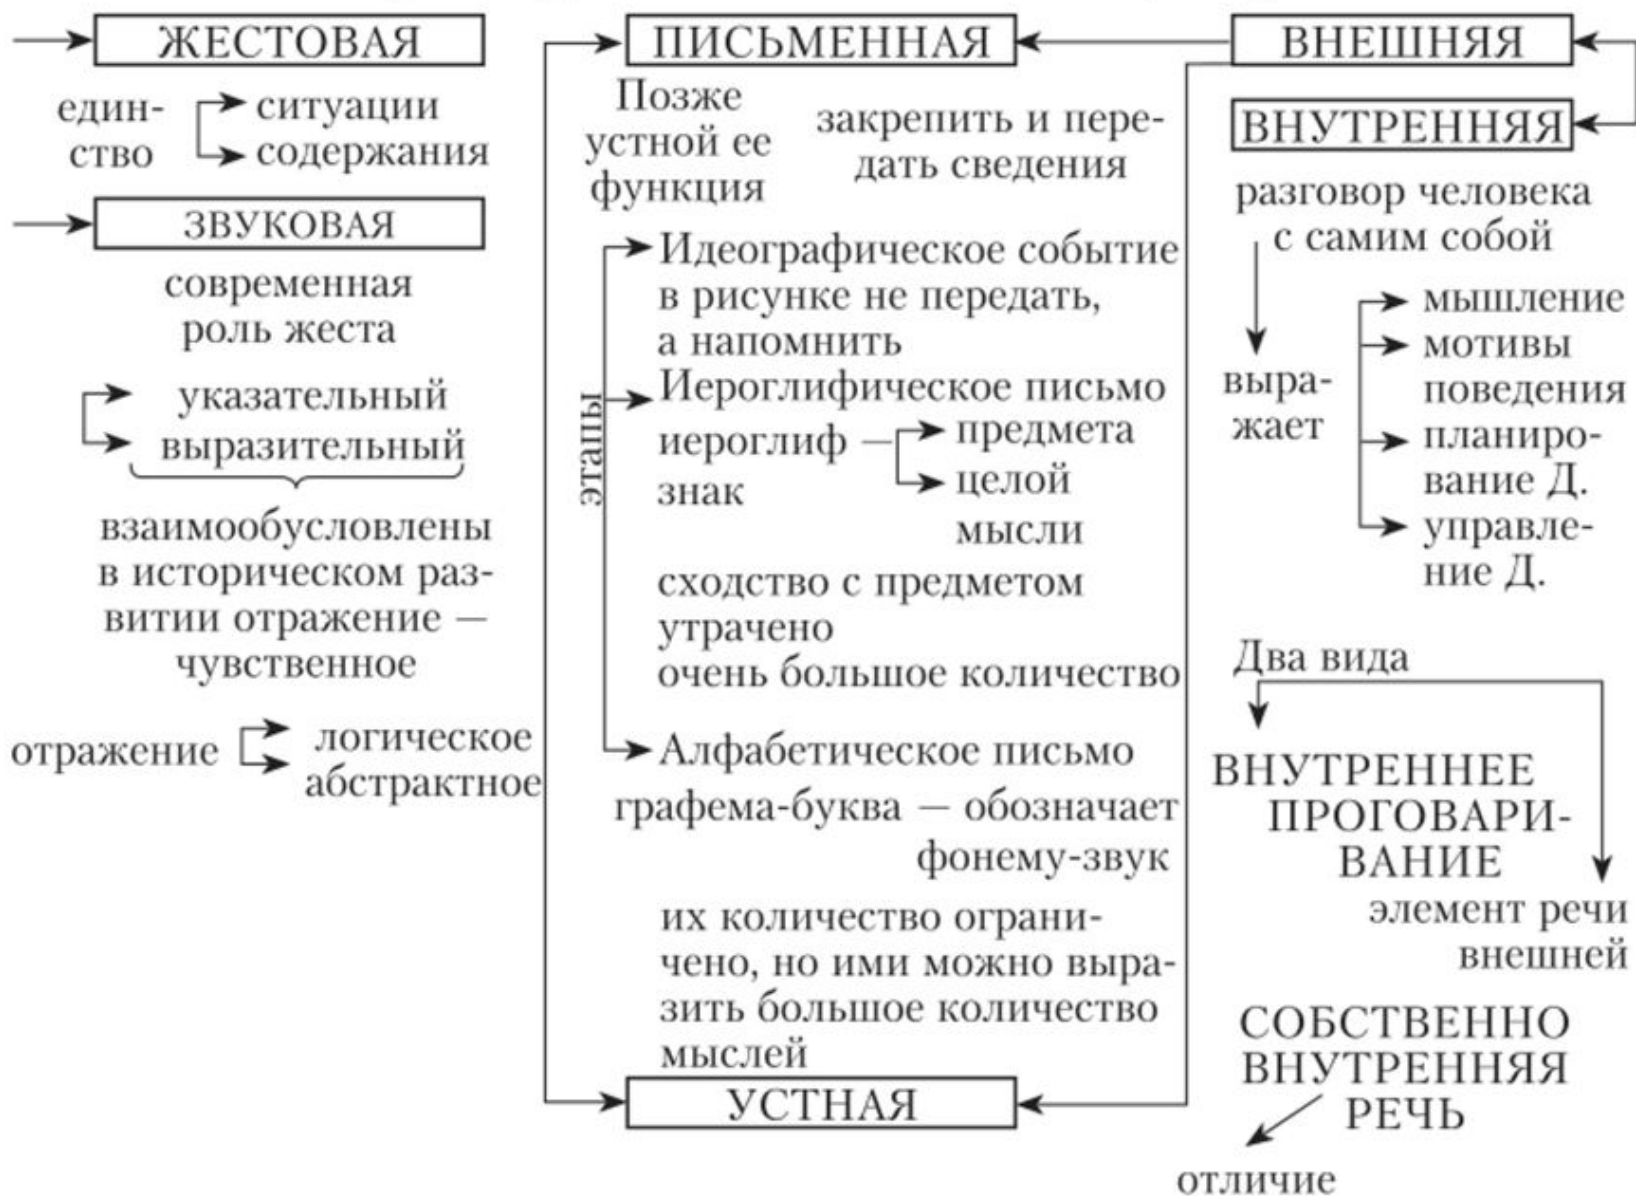 ЖЕСТОВАЯ
един-
ство
ситуации
содержания
ЗВУКОВАЯ
современная
роль жеста
указательный
выразительный
взаимообусловлены
в историческом раз-
витии отражение —
чувственное
отражение
логическое
абстрактное
ПИСЬМЕННАЯ
Позже
устной ее
функция
закрепить и пере-
дать сведения
этапы
Идеографическое событие
в рисунке не передать,
а напомнить
Иероглифическое письмо
иероглиф —
знак
предмета
целой
мысли
сходство с предметом
утрачено
очень большое количество
Алфабетическое письмо
графема-буква — обозначает
фонему-звук
их количество ограни-
чено, но ими можно выра-
зить большое количество
мыслей
УСТНАЯ
ВНЕШНЯЯ
ВНУТРЕННЯЯ
разговор человека
с самим собой
выра-
жает
мышление
мотивы
поведения
планиро-
вание Д.
управле-
ние Д.
Два вида
ВНУТРЕННЕЕ
ПРОГОВАРИ-
ВАНИЕ
элемент речи
внешней
СОБСТВЕННО
ВНУТРЕННЯЯ
РЕЧЬ
отличие